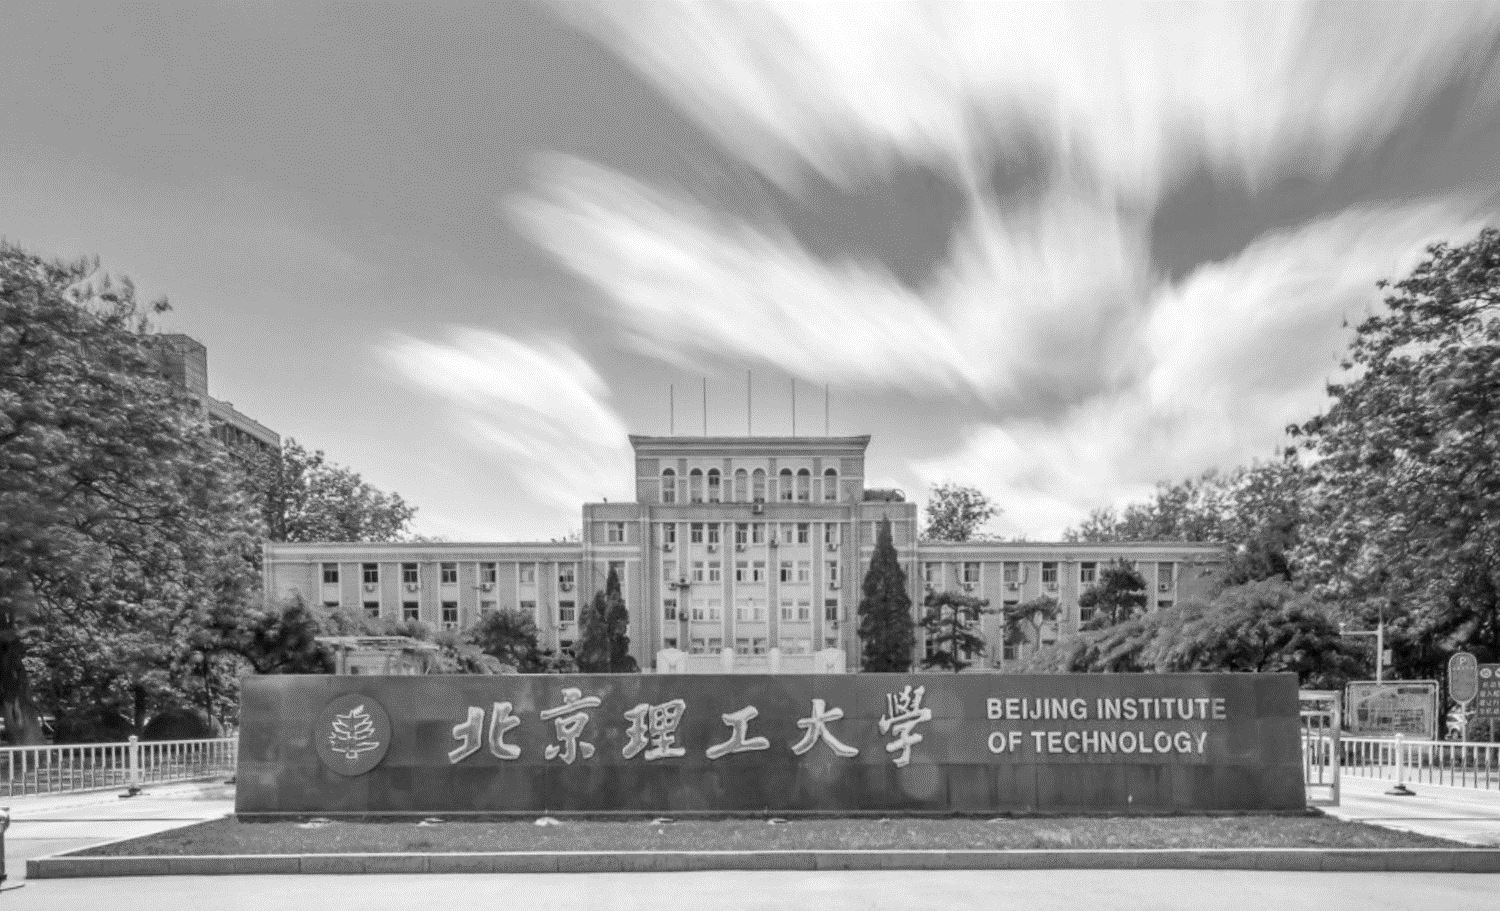 北京理工大學
BEIJING INSTITUTE
OF TECHNOLOGY
P